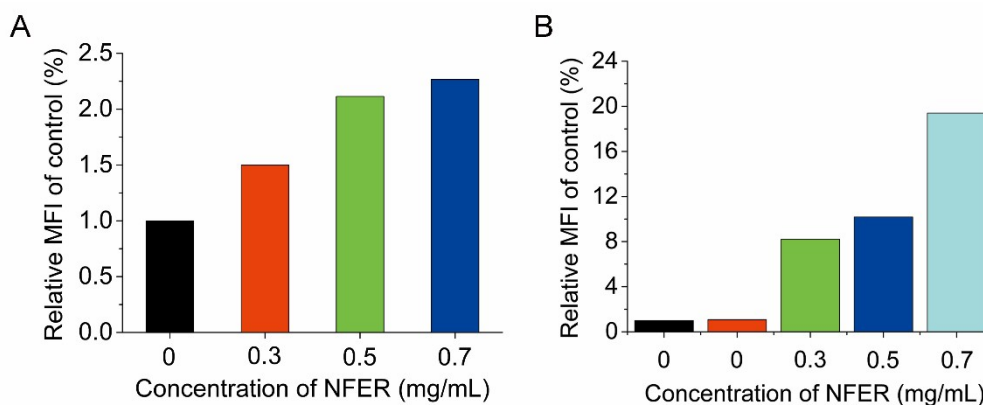 A
Relative MFI of control (%)
2.5
2.0
1.5
1.0
0.5
0.0
0 0.3 0.5 0.7
Concentration of NFER (mg/mL)
B
Relative MFI of control (%)
24
20
16
12
8
4
0
0 0 0.3 0.5 0.7
Concentration of NFER (mg/mL)